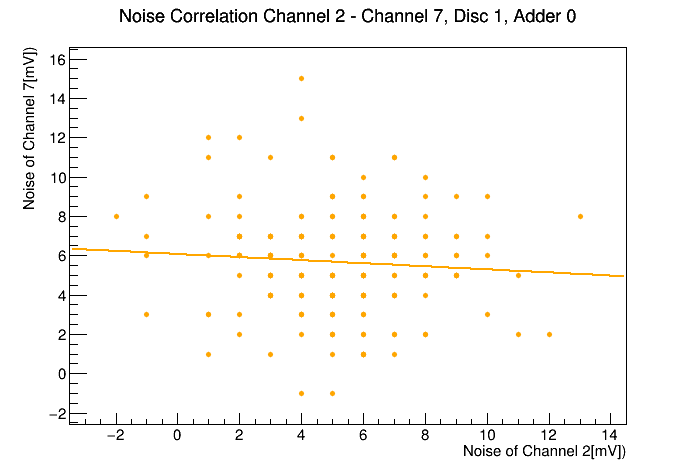 Noise Correlation Channel 2 - Channel 7, Disc 1, Adder 0
Noise of Channel 7[mV])
16
14
12
10
8
6
4
2
0
−2
−2 0 2 4 6 8 10 12 14
Noise of Channel 2[mV])